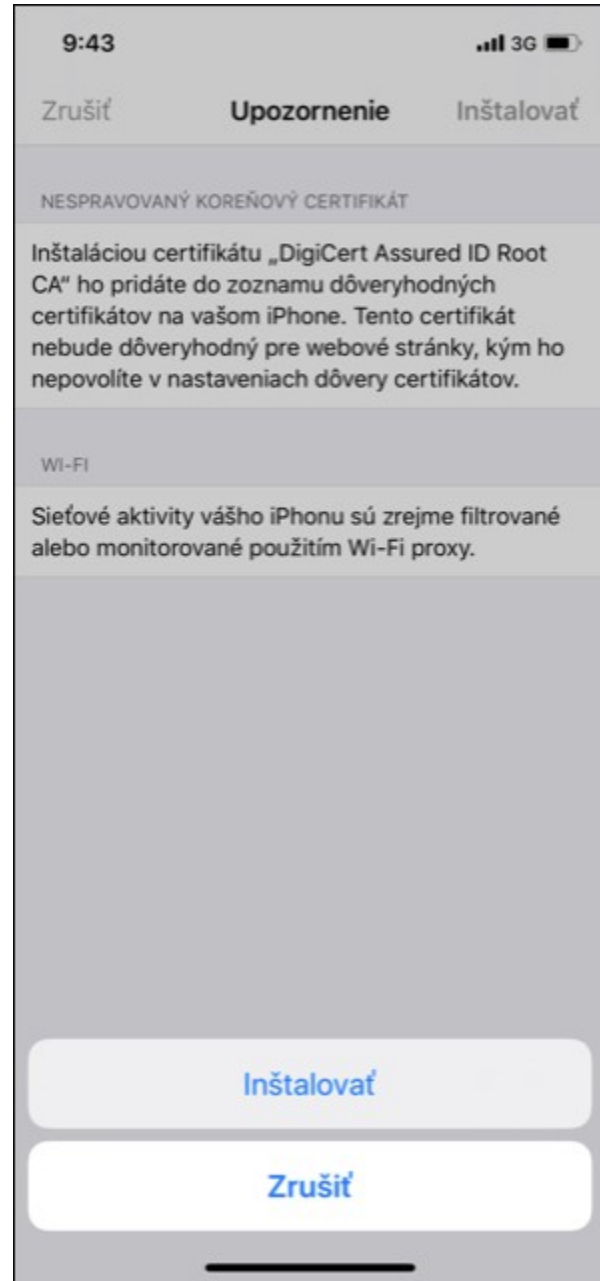 9:43
3G
Zrušiť
Upozornenie
Inštalovať
NESPRAVOVANÝ KOREŇOVÝ CERTIFIKÁT
Inštaláciou certifikátu „DigiCert Assured ID Root
CA“ ho pridáte do zoznamu dôveryhodných
certifikátov na vašom iPhone. Tento certifikát
nebude dôveryhodný pre webové stránky, kým ho
nepovolíte v nastaveniach dôvery certifikátov.
WI-FI
Sieťové aktivity vášho iPhonu sú zrejme filtrované
alebo monitorované použitím Wi-Fi proxy.
Inštalovať
Zrušiť